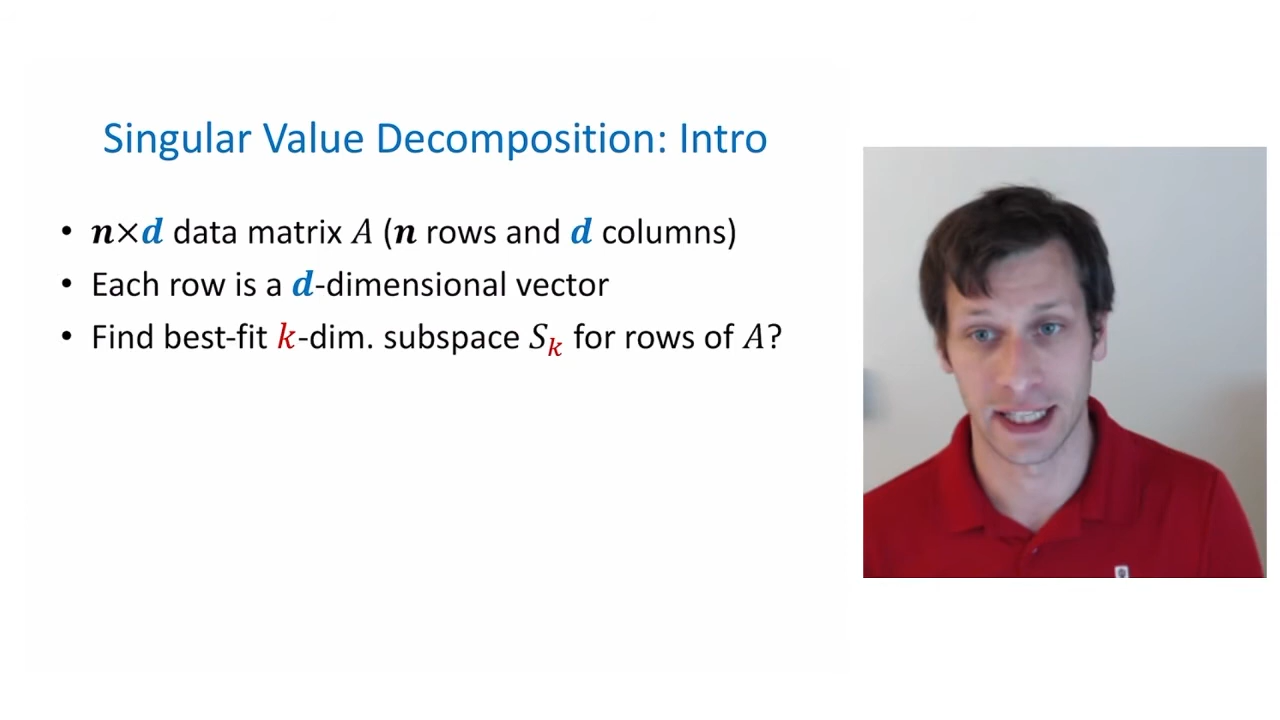 Singular Value Decomposition: Intro
• n×d data matrix A (n rows and d columns)
• Each row is a d-dimensional vector
• Find best-fit k-dim. subspace Sₖ for rows of A?